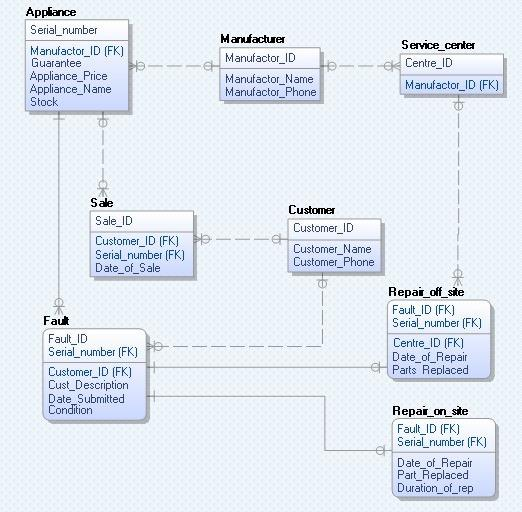 Appliance
Serial_number
Manufactor_ID (FK)
Guarantee
Appliance_Price
Appliance_Name
Stock
Manufacturer
Manufactor_ID
Manufactor_Name
Manufactor_Phone
Service_center
Centre_ID
Manufactor_ID (FK)
Sale
Sale_ID
Customer_ID (FK)
Serial_number (FK)
Date_of_Sale
Customer
Customer_ID
Customer_Name
Customer_Phone
Fault
Fault_ID
Serial_number (FK)
Customer_ID (FK)
Cust_Description
Date_Submitted
Condition
Repair_off_site
Fault_ID (FK)
Serial_number (FK)
Centre_ID (FK)
Date_of_Repair
Parts_Replaced
Repair_on_site
Fault_ID (FK)
Serial_number (FK)
Date_of_Repair
Part_Replaced
Duration_of_rep